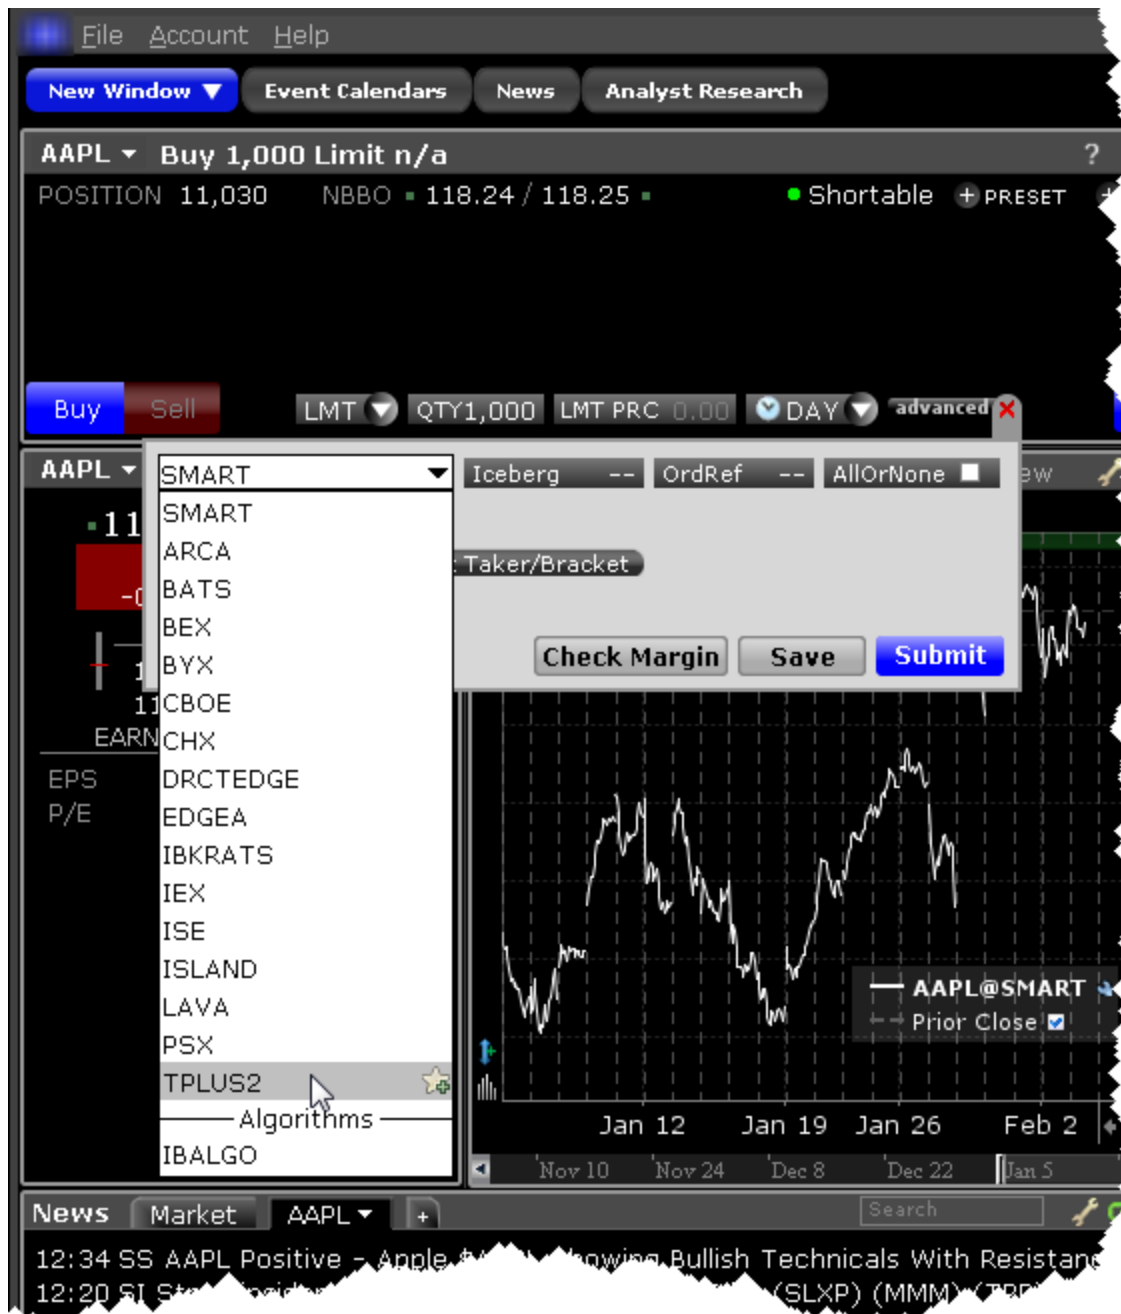 File Account Help
New Window ▼ Event Calendars News Analyst Research
AAPL ▾ Buy 1,000 Limit n/a ?
POSITION 11,030 NBBO 118.24 / 118.25 Shortable + PRESET +
Buy Sell LMT QTY1,000 LMT PRC 0.00 DAY advanced
AAPL ▾ SMART Iceberg -- OrdRef -- AllOrNone
SMART
ARCA
Taker/Bracket
BATS
BEX
Check Margin Save Submit
BYX
CBOE
EARN
CHX
EPS
DRCTEDGE
P/E
EDGEA
IBKRATS
IEX
ISE
ISLAND
AAPL@SMART
LAVA
Prior Close
PSX
TPLUS2
Algorithms
IBALGO
Jan 12 Jan 19 Jan 26 Feb 2
Nov 10 Nov 24 Dec 8 Dec 22 Jan 5
News Market AAPL ▾ + Search
12:34 SS AAPL Positive - Apple Bullish Technicals With
12:20 SI (SLXP) (MMM)